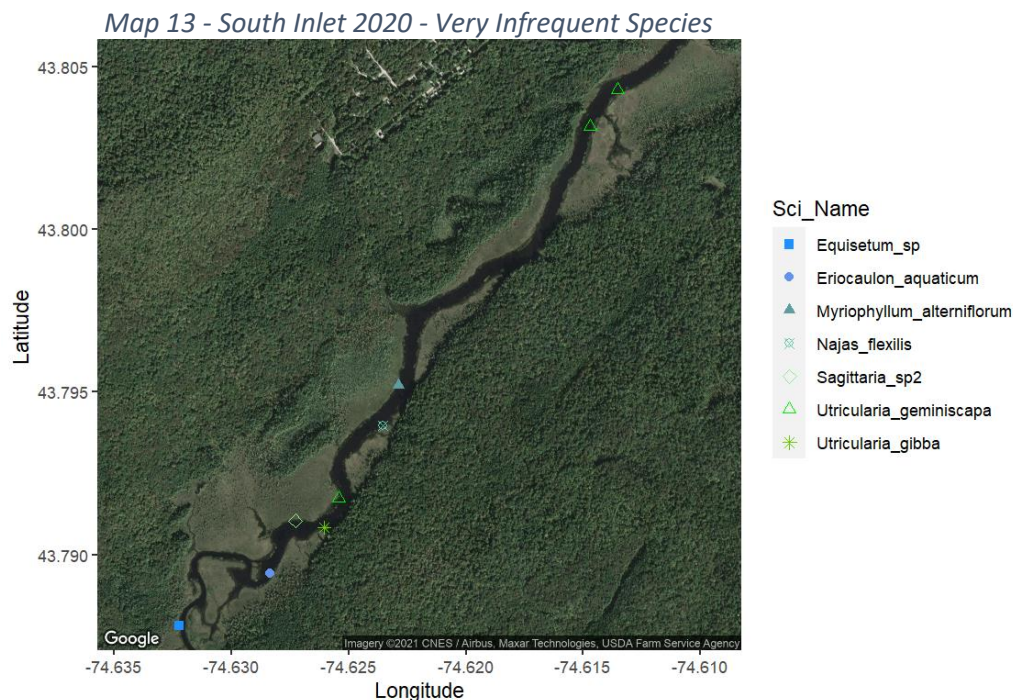 Map 13 - South Inlet 2020 - Very Infrequent Species
43.805
43.800
43.795
43.790
Latitude
Google
Imagery ©2021 CNES / Airbus, Maxar Technologies, USDA Farm Service Agency
-74.635 -74.630 -74.625 -74.620 -74.615 -74.610
Longitude
Sci_Name
Equisetum_sp
Eriocaulon_aquaticum
Myriophyllum_alterniflorum
Najas_flexilis
Sagittaria_sp2
Utricularia_geminiscapa
Utricularia_gibba